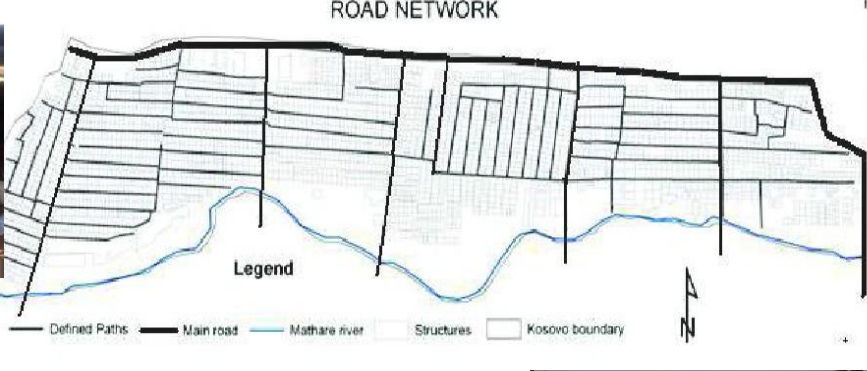 ROAD NETWORK
Legend
Defined Paths Main road Mathare river Structures Kosovo boundary
N